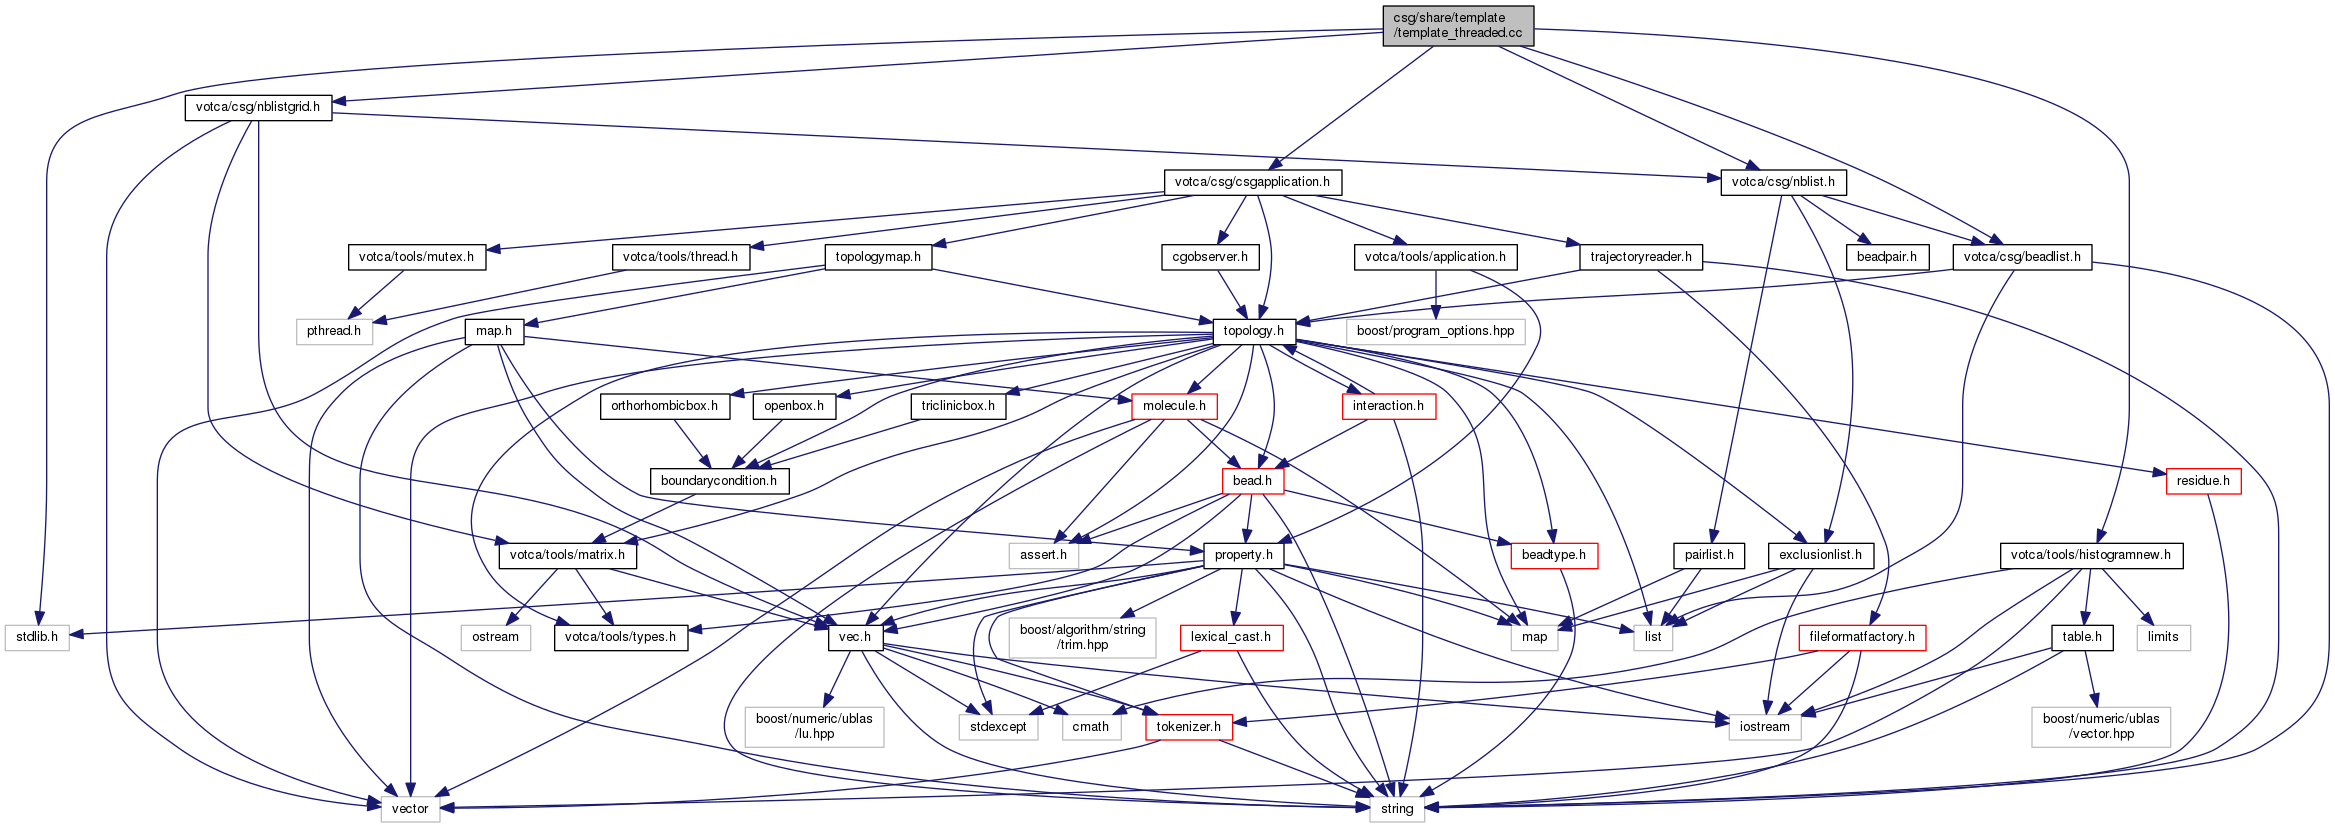 csg/share/template
/template_threaded.cc
votca/csg/nblistgrid.h
votca/csg/csgapplication.h
votca/csg/nblist.h
votca/tools/mutex.h
votca/tools/thread.h
topologymap.h
cgobserver.h
votca/tools/application.h
trajectoryreader.h
beadpair.h
votca/csg/beadlist.h
pthread.h
map.h
topology.h
boost/program_options.hpp
orthorhombicbox.h
openbox.h
triclinicbox.h
molecule.h
interaction.h
boundarycondition.h
bead.h
residue.h
votca/tools/matrix.h
assert.h
property.h
beadtype.h
pairlist.h
exclusionlist.h
votca/tools/histogramnew.h
stdlib.h
ostream
votca/tools/types.h
vec.h
boost/algorithm/string
/trim.hpp
lexical_cast.h
map
list
fileformatfactory.h
table.h
limits
boost/numeric/ublas
/lu.hpp
stdexcept
cmath
tokenizer.h
iostream
boost/numeric/ublas
/vector.hpp
vector
string